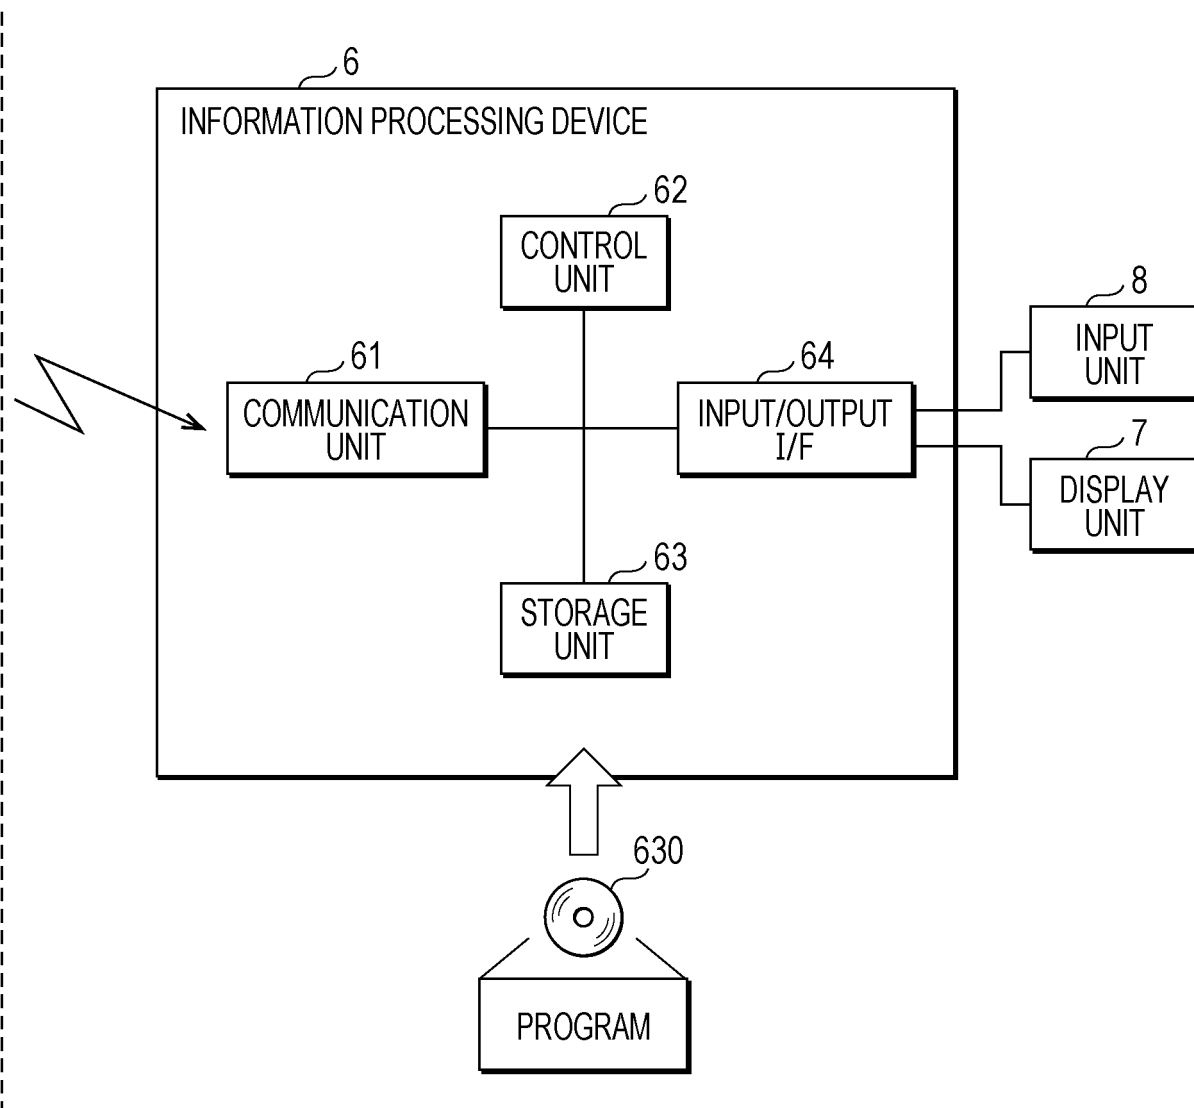 6
INFORMATION PROCESSING DEVICE
62
CONTROL
UNIT
61
COMMUNICATION
UNIT
64
INPUT/OUTPUT
I/F
8
INPUT
UNIT
7
DISPLAY
UNIT
63
STORAGE
UNIT
630
PROGRAM